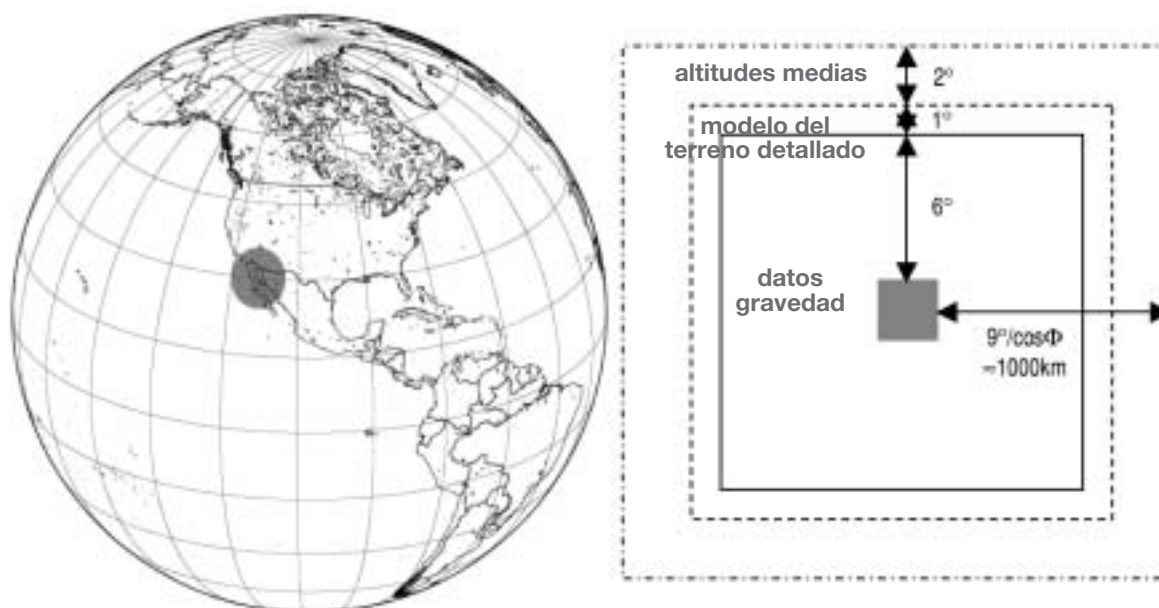 altitudes medias
2º
modelo del
terreno detallado
1º
6º
datos
gravedad
9º/cosΦ
≈1000km